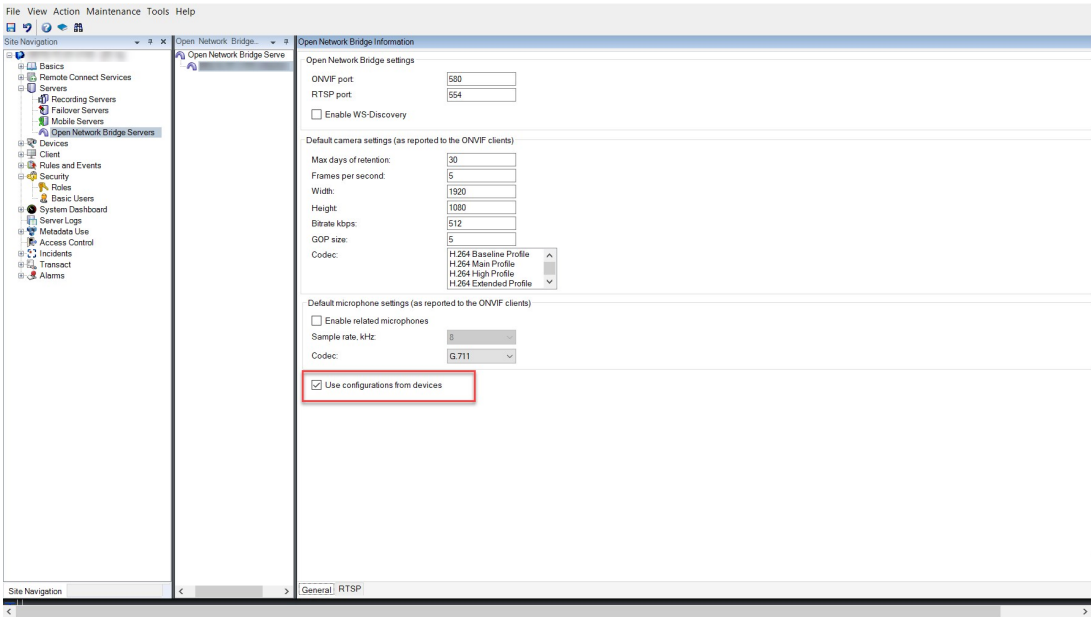 File View Action Maintenance Tools Help
Site Navigation
Basics
Remote Connect Services
Servers
Recording Servers
Failover Servers
Mobile Servers
Open Network Bridge Servers
Devices
Client
Rules and Events
Security
Roles
Basic Users
System Dashboard
Server Logs
Metadata Use
Access Control
Incidents
Transact
Alarms
Site Navigation
Open Network Bridge...
Open Network Bridge Serve
Open Network Bridge Information
Open Network Bridge settings
ONVIF port: 580
RTSP port: 554
Enable WS-Discovery
Default camera settings (as reported to the ONVIF clients)
Max days of retention: 30
Frames per second: 5
Width: 1920
Height: 1080
Bitrate kbps: 512
GOP size: 5
Codec: H.264 Baseline Profile
H.264 Main Profile
H.264 High Profile
H.264 Extended Profile
Default microphone settings (as reported to the ONVIF clients)
Enable related microphones
Sample rate, kHz: 8
Codec: G.711
Use configurations from devices
General RTSP